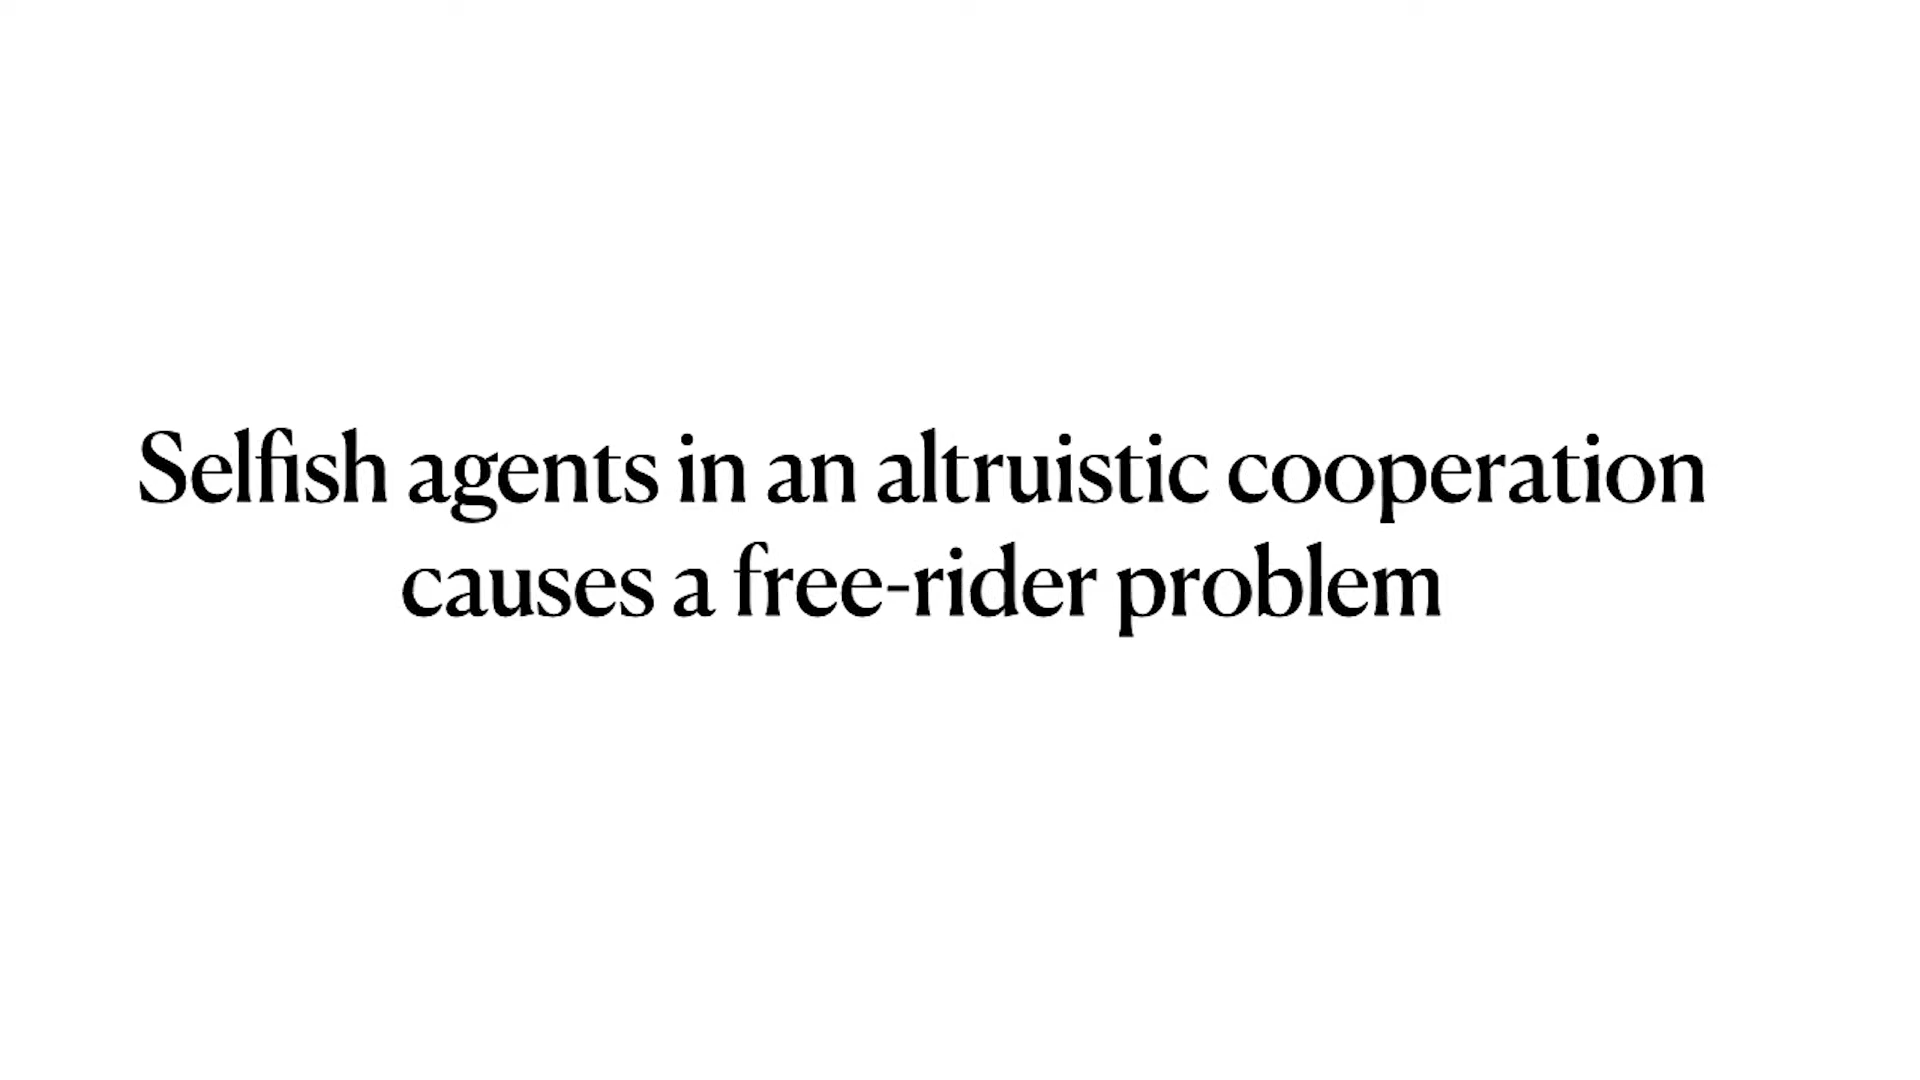 Selfish agents in an altruistic cooperation
causes a free-rider problem